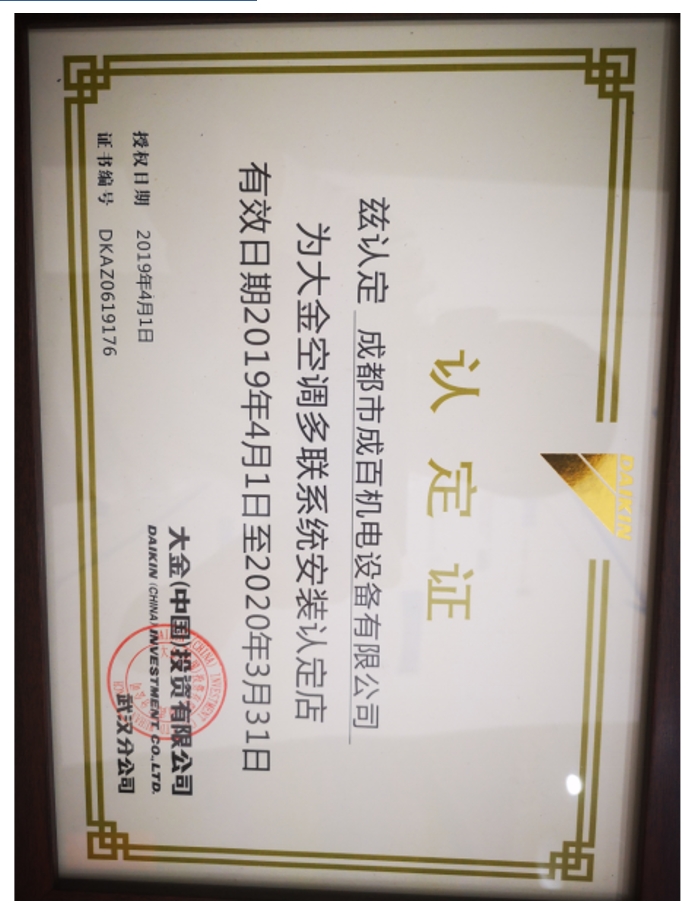 DAIKIN
认定证
兹认定 成都市成百机电设备有限公司
为大金空调多联系统安装认定店
有效日期2019年4月1日至2020年3月31日
授权日期 2019年4月1日
证书编号 DKAZ0619176
大金(中国)投资有限公司
DAIKIN (CHINA) INVESTMENT CO.,LTD.
武汉分公司